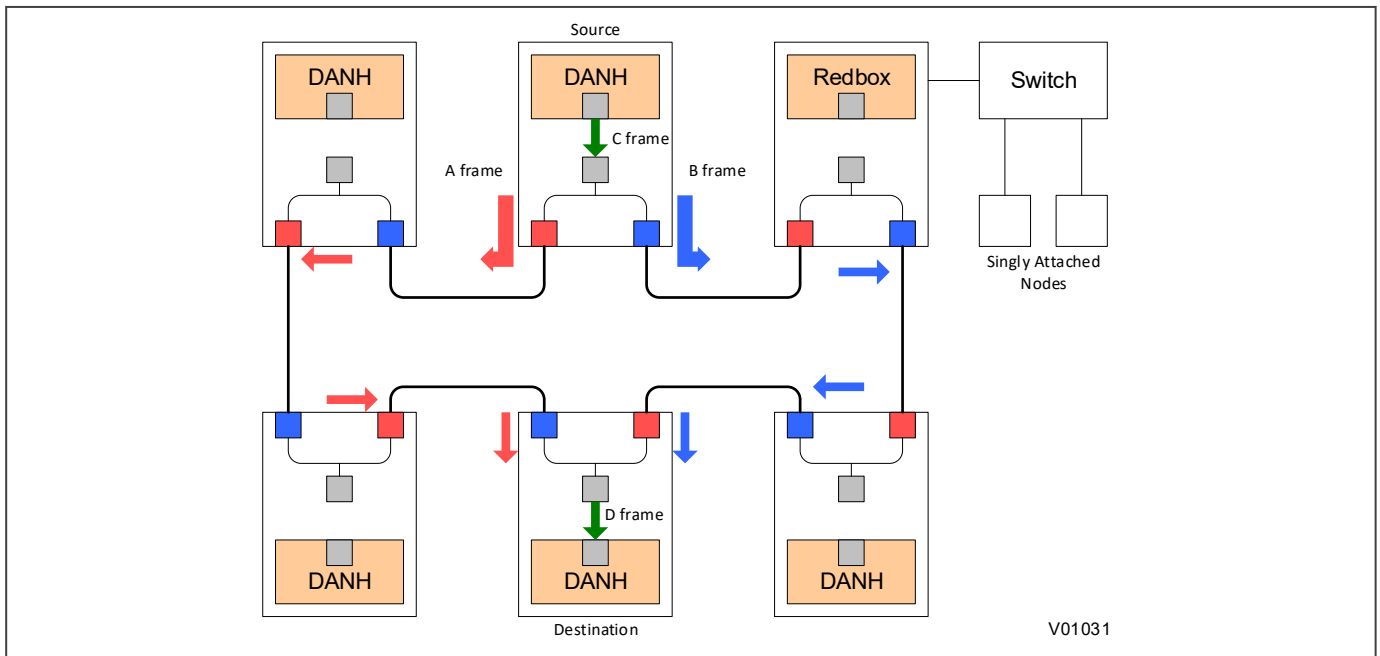 Source
DANH
DANH
Redbox
Switch
C frame
A frame
B frame
Singly Attached
Nodes
D frame
DANH
DANH
DANH
Destination
V01031